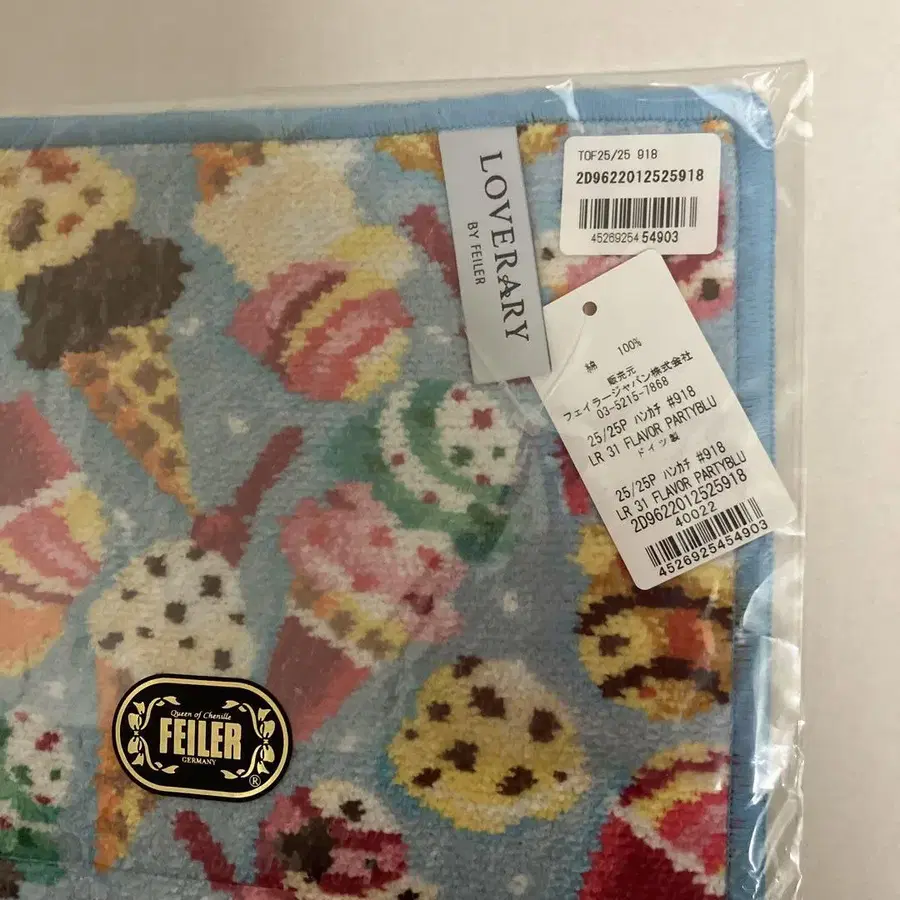 LOVERARY
BY FEILER
TOF25/25 918
2D9622012525918
4526925454903
綿 100%
販売元
フェイラージャパン株式会社
03-5215-7868
25/25P ハンカチ #918
LR 31 FLAVOR PARTYBLU
ドイツ製
25/25P ハンカチ #918
LR 31 FLAVOR PARTYBLU
2D9622012525918
40022
4526925454903
Queen of Chenille
FEILER
GERMANY
®